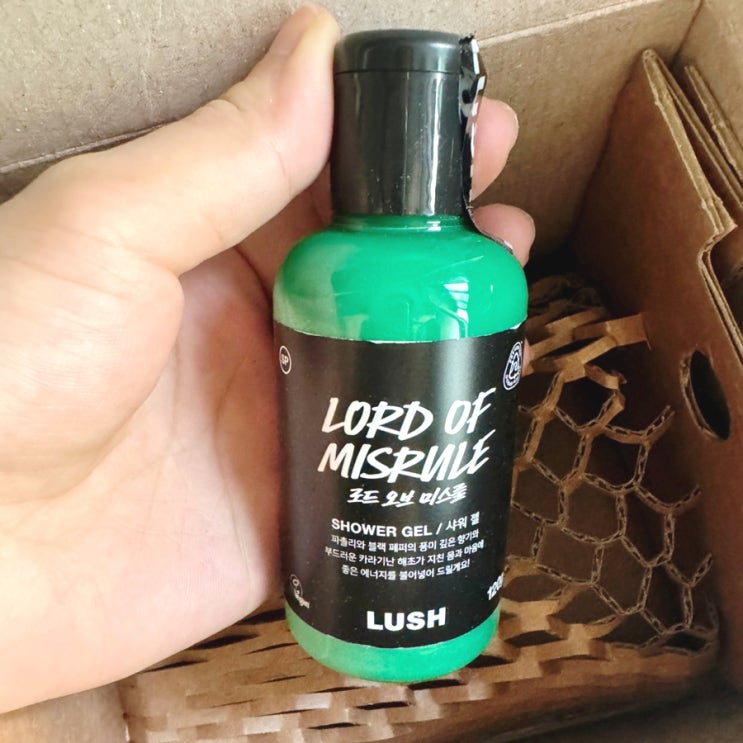 SP
LORD OF
MISRULE
로드 오브 미스룰
SHOWER GEL / 샤워 젤
파촐리와 블랙 페퍼의 풍미 깊은 향기와
부드러운 카라기난 해초가 지친 몸과 마음에
좋은 에너지를 불어넣어 드릴게요!
120
LUSH